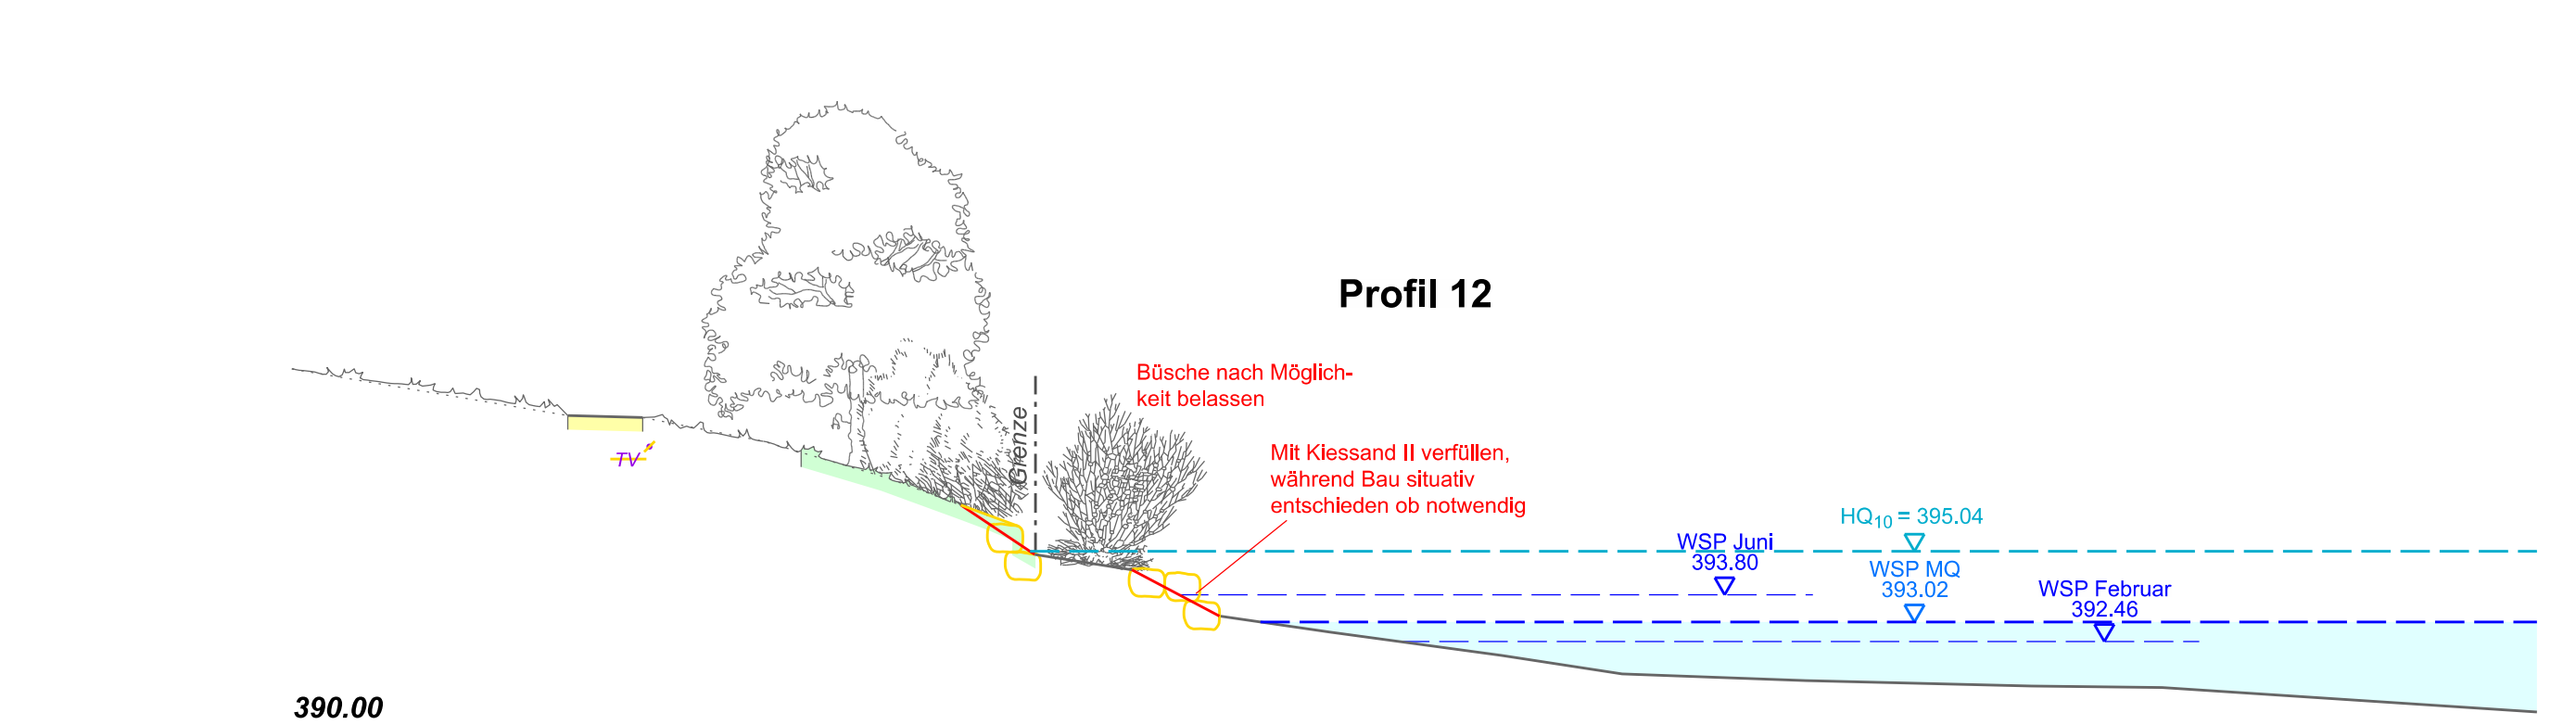 Profil 12
Büsche nach Möglich-
keit belassen
Grenze
Mit Kiessand II verfüllen,
während Bau situativ
entschieden ob notwendig
TV
HQ10 = 395.04
WSP Juni
393.80
WSP MQ
393.02
WSP Februar
392.46
390.00